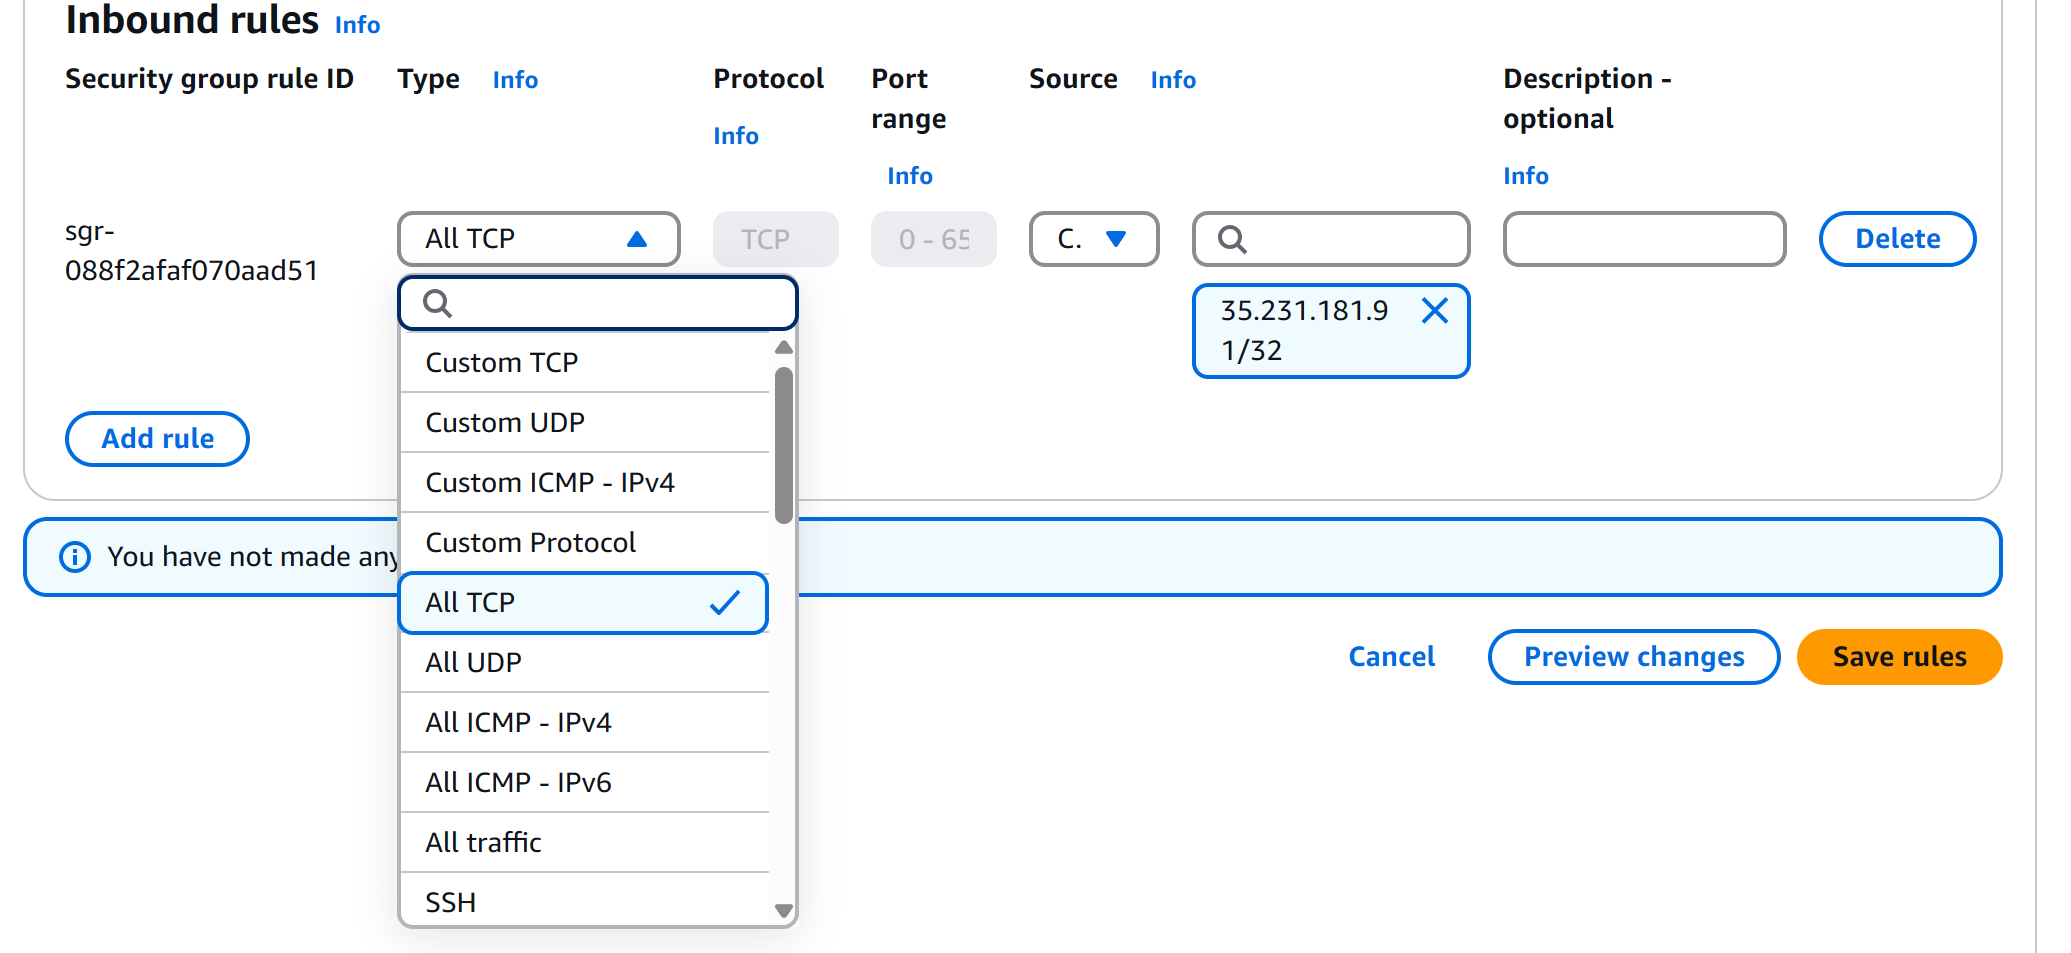 Inbound rules Info
Security group rule ID Type Info Protocol Info Port range Info Source Info Description - optional Info
sgr-
088f2afaf070aad51
All TCP
TCP
0 - 65
C.
35.231.181.9
1/32
Delete
Custom TCP
Custom UDP
Custom ICMP - IPv4
Custom Protocol
All TCP
All UDP
All ICMP - IPv4
All ICMP - IPv6
All traffic
SSH
Add rule
You have not made any
Cancel
Preview changes
Save rules